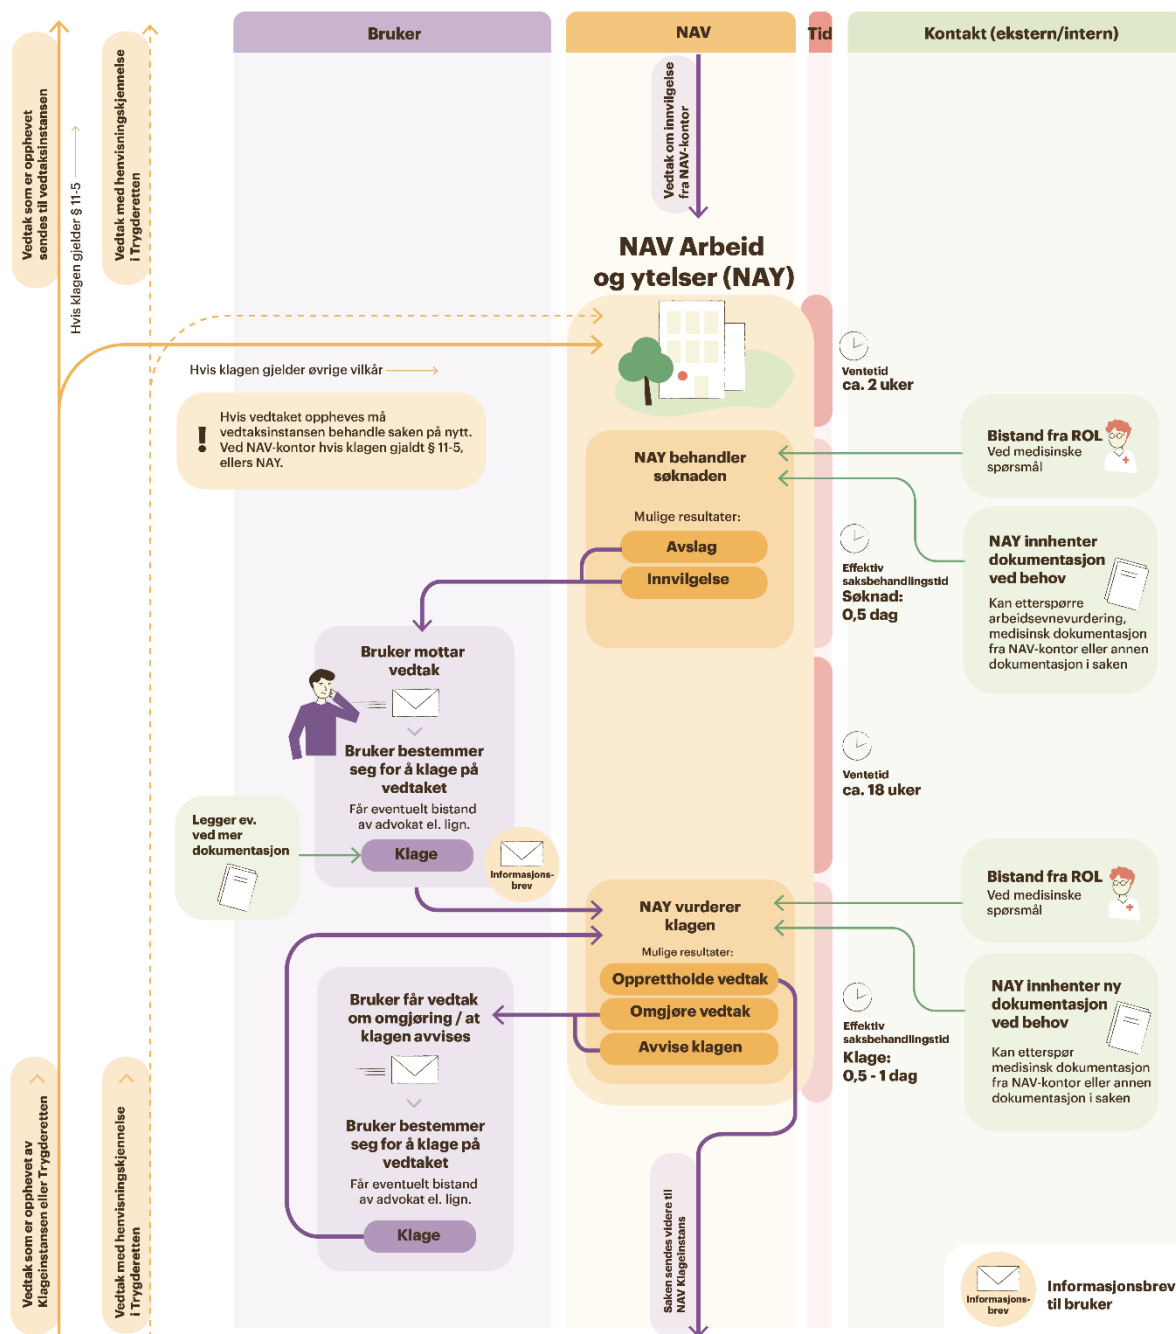 Bruker
NAV
Tid
Kontakt (ekstern/intern)
Vedtak som er opphevet
sendes til vedtaksinstansen
Hvis klagen gjelder § 11-5
Vedtak med henvisningskjennelse
i Trygderetten
Vedtak om innvilgelse
fra NAV-kontor
NAV Arbeid
og ytelser (NAY)
Hvis klagen gjelder øvrige vilkår
! Hvis vedtaket oppheves må
vedtaksinstansen behandle saken på nytt.
Ved NAV-kontor hvis klagen gjaldt § 11-5,
ellers NAY.
Ventetid
ca. 2 uker
NAY behandler
søknaden
Mulige resultater:
Avslag
Innvilgelse
Bistand fra ROL
Ved medisinske
spørsmål
Effektiv
saksbehandlingstid
Søknad:
0,5 dag
NAY innhenter
dokumentasjon
ved behov
Kan etterspørre
arbeidsevnevurdering,
medisinsk dokumentasjon
fra NAV-kontor eller annen
dokumentasjon i saken
Bruker mottar
vedtak
Bruker bestemmer
seg for å klage på
vedtaket
Får eventuelt bistand
av advokat el. lign.
Klage
Legger ev.
ved mer
dokumentasjon
Informasjons-
brev
Ventetid
ca. 18 uker
NAY vurderer
klagen
Mulige resultater:
Opprettholde vedtak
Omgjøre vedtak
Avvise klagen
Bistand fra ROL
Ved medisinske
spørsmål
Effektiv
saksbehandlingstid
Klage:
0,5 - 1 dag
NAY innhenter ny
dokumentasjon
ved behov
Kan etterspør
medisinsk dokumentasjon
fra NAV-kontor eller annen
dokumentasjon i saken
Bruker får vedtak
om omgjøring / at
klagen avvises
Bruker bestemmer
seg for å klage på
vedtaket
Får eventuelt bistand
av advokat el. lign.
Klage
Vedtak som er opphevet av
Klageinstansen eller Trygderetten
Vedtak med henvisningskjennelse
i Trygderetten
Saken sendes videre til
NAV Klageinstans
Informasjons-
brev
Informasjonsbrev
til bruker